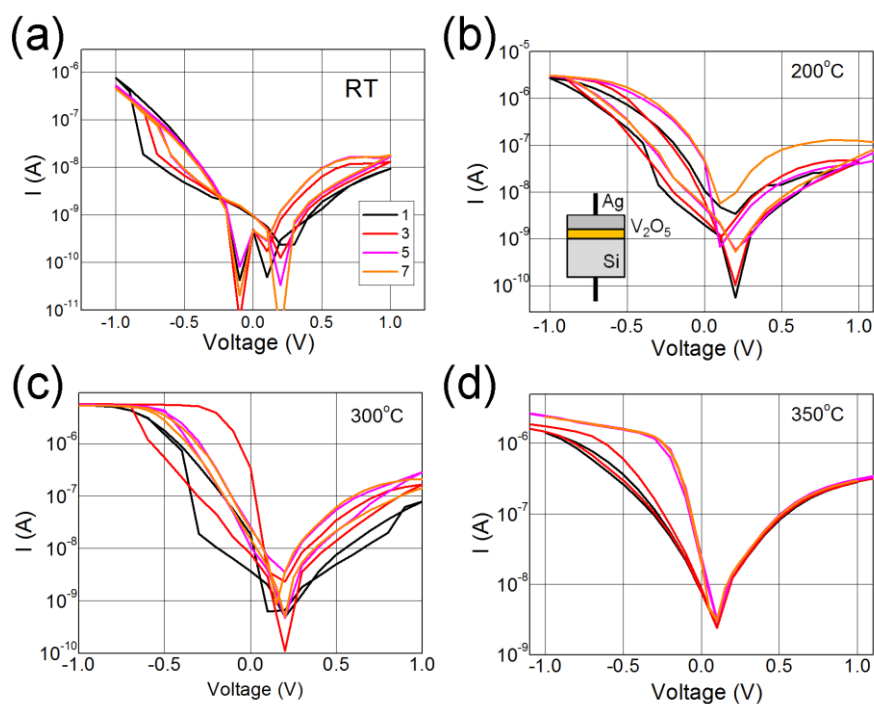 (a)
RT
10⁻⁶
10⁻⁷
10⁻⁸
10⁻⁹
10⁻¹⁰
10⁻¹¹
I (A)
1
3
5
7
-1.0 -0.5 0.0 0.5 1.0
Voltage (V)
(b)
200°C
10⁻⁵
10⁻⁶
10⁻⁷
10⁻⁸
10⁻⁹
10⁻¹⁰
I (A)
Ag
V₂O₅
Si
-1.0 -0.5 0.0 0.5 1.0
Voltage (V)
(c)
300°C
10⁻⁶
10⁻⁷
10⁻⁸
10⁻⁹
10⁻¹⁰
I (A)
-1.0 -0.5 0.0 0.5 1.0
Voltage (V)
(d)
350°C
10⁻⁶
10⁻⁷
10⁻⁸
10⁻⁹
I (A)
-1.0 -0.5 0.0 0.5 1.0
Voltage (V)